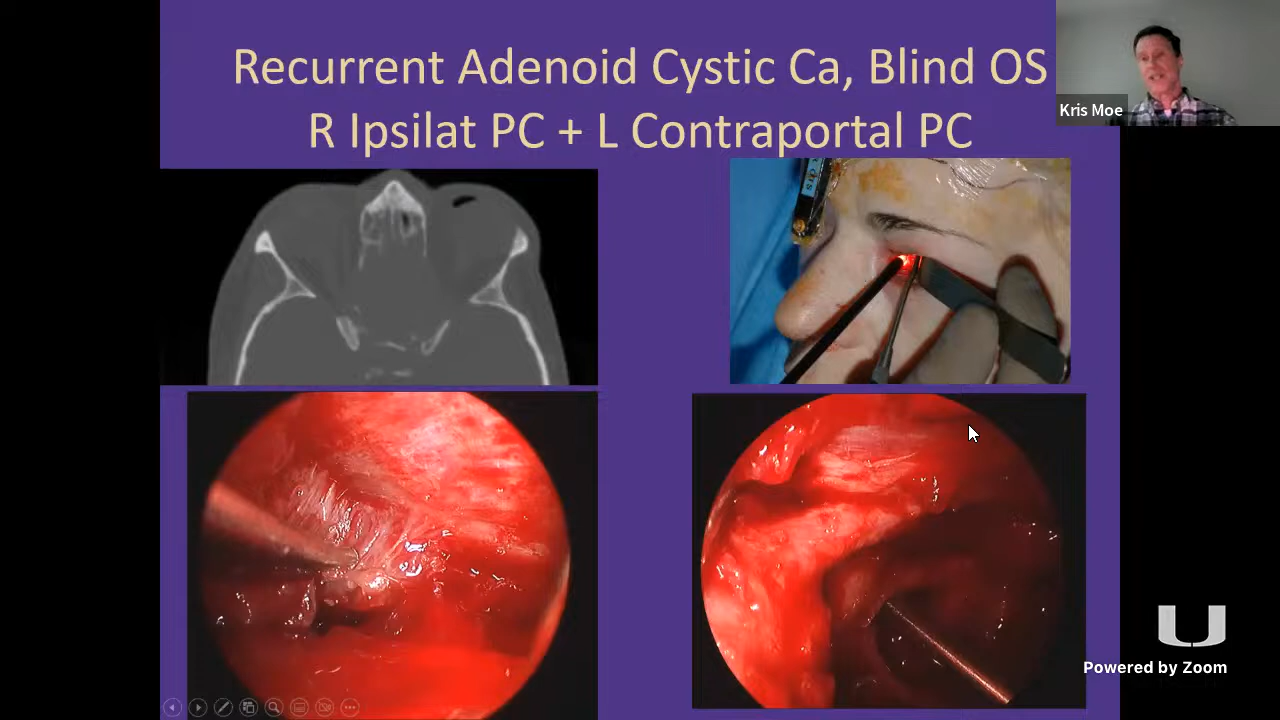 Recurrent Adenoid Cystic Ca, Blind OS
R Ipsilat PC + L Contraportal PC
Kris Moe
U
Powered by Zoom